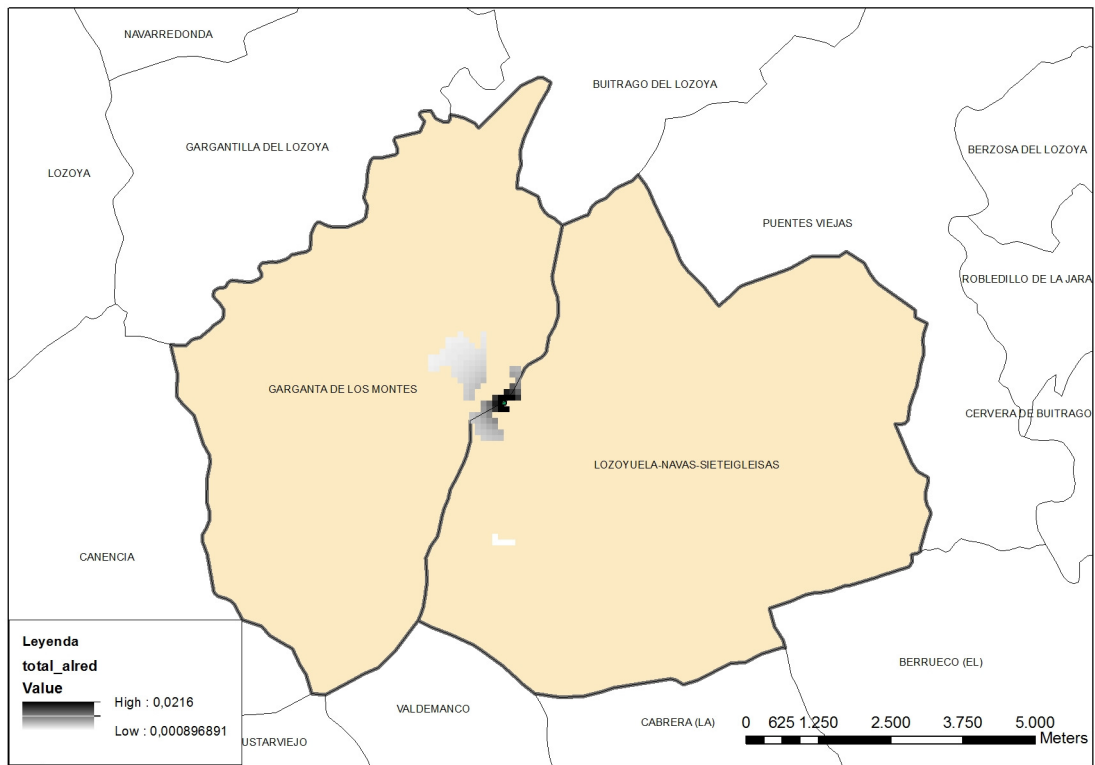 NAVARREDONDA
BUITRAGO DEL LOZOYA
GARGANTILLA DEL LOZOYA
BERZOSA DEL LOZOYA
LOZOYA
PUENTES VIEJAS
ROBLEDILLO DE LA JARA
GARGANTA DE LOS MONTES
CERVERA DE BUITRAGO
LOZOYUELA-NAVAS-SIETEIGLEISAS
CANENCIA
BERRUECO (EL)
VALDEMANCO
CABRERA (LA)
USTARVIEJO
Leyenda
total_alred
Value
High : 0,0216
Low : 0,000896891
0 625 1.250 2.500 3.750 5.000
Meters